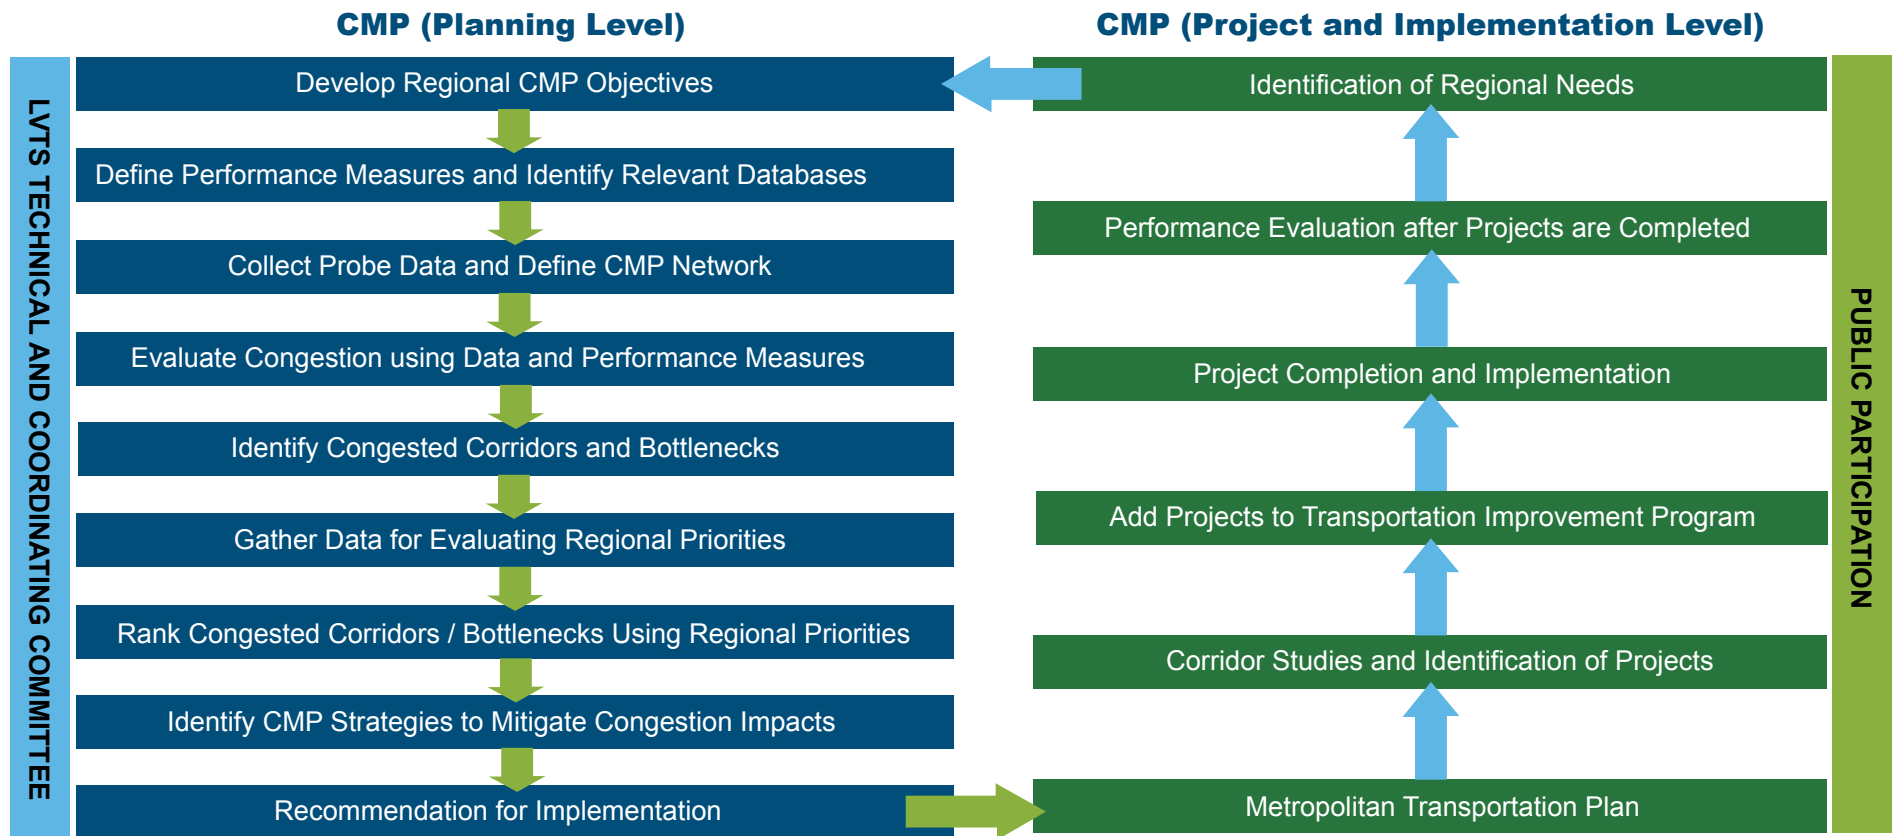 CMP (Planning Level)
LVTS TECHNICAL AND COORDINATING COMMITTEE
Develop Regional CMP Objectives
Define Performance Measures and Identify Relevant Databases
Collect Probe Data and Define CMP Network
Evaluate Congestion using Data and Performance Measures
Identify Congested Corridors and Bottlenecks
Gather Data for Evaluating Regional Priorities
Rank Congested Corridors / Bottlenecks Using Regional Priorities
Identify CMP Strategies to Mitigate Congestion Impacts
Recommendation for Implementation
CMP (Project and Implementation Level)
Identification of Regional Needs
Performance Evaluation after Projects are Completed
Project Completion and Implementation
Add Projects to Transportation Improvement Program
Corridor Studies and Identification of Projects
Metropolitan Transportation Plan
PUBLIC PARTICIPATION